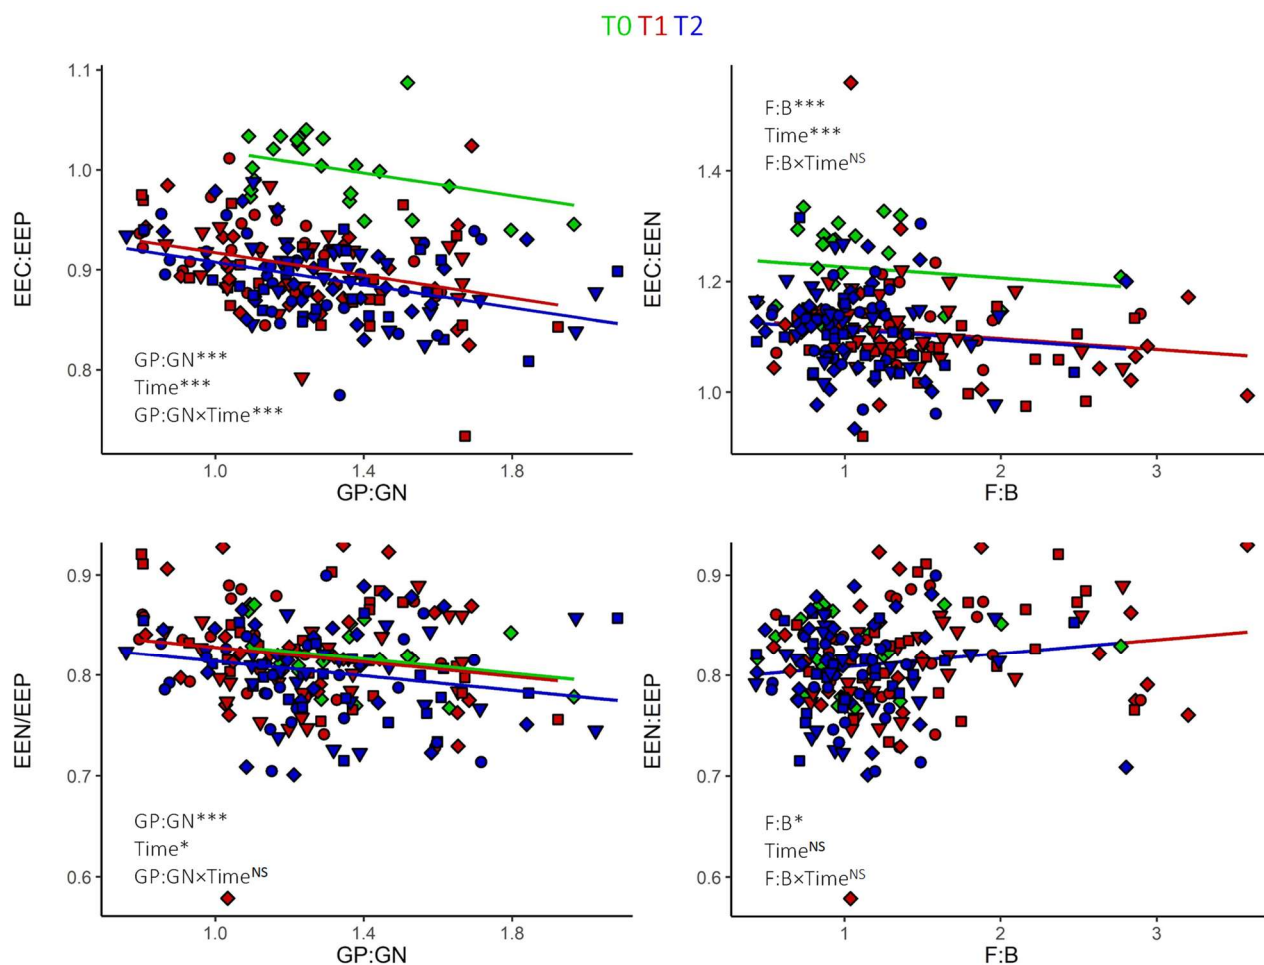 T0 T1 T2
1.1
1.0
0.9
0.8
EEC:EEP
GP:GN***
Time***
GP:GN×Time***
1.0 1.4 1.8
GP:GN
1.4
1.2
1.0
EEC:EEN
F:B***
Time***
F:B×Timeᴺˢ
1 2 3
F:B
0.9
0.8
0.7
0.6
EEN/EEP
GP:GN***
Time*
GP:GN×Timeᴺˢ
1.0 1.4 1.8
GP:GN
0.9
0.8
0.7
0.6
EEN:EEP
F:B*
Timeᴺˢ
F:B×Timeᴺˢ
1 2 3
F:B